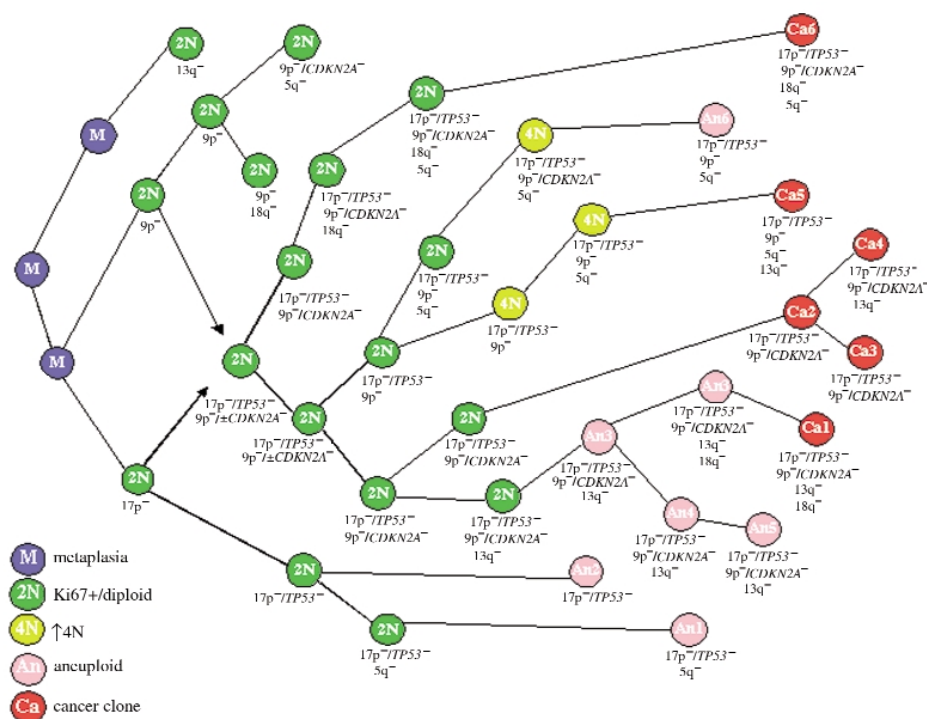 2N
13q⁻
2N
9p⁻/CDKN2A⁻
5q⁻
Ca6
17p⁻/TP53⁻
9p⁻/CDKN2A⁻
18q⁻
5q⁻
2N
17p⁻/TP53⁻
9p⁻/CDKN2A⁻
18q⁻
5q⁻
2N
9p⁻
M
4N
17p⁻/TP53⁻
9p⁻/CDKN2A⁻
5q⁻
An6
17p⁻/TP53⁻
9p⁻
5q⁻
2N
9p⁻
18q⁻
2N
17p⁻/TP53⁻
9p⁻/CDKN2A⁻
18q⁻
2N
9p⁻
4N
17p⁻/TP53⁻
9p⁻
5q⁻
Ca5
17p⁻/TP53⁻
9p⁻
5q⁻
13q⁻
M
2N
17p⁻/TP53⁻
9p⁻/CDKN2A⁻
2N
17p⁻/TP53⁻
9p⁻
5q⁻
Ca4
17p⁻/TP53⁻
9p⁻/CDKN2A⁻
13q⁻
4N
17p⁻/TP53⁻
9p⁻
Ca2
17p⁻/TP53⁻
9p⁻/CDKN2A⁻
Ca3
17p⁻/TP53⁻
9p⁻/CDKN2A⁻
M
2N
17p⁻/TP53⁻
9p⁻/±CDKN2A⁻
2N
17p⁻/TP53⁻
9p⁻
2N
17p⁻/TP53⁻
9p⁻/±CDKN2A⁻
2N
17p⁻/TP53⁻
9p⁻/CDKN2A⁻
An3
17p⁻/TP53⁻
9p⁻/CDKN2A⁻
13q⁻
18q⁻
An3
17p⁻/TP53⁻
9p⁻/CDKN2A⁻
13q⁻
Ca1
17p⁻/TP53⁻
9p⁻/CDKN2A⁻
13q⁻
18q⁻
2N
17p⁻
2N
17p⁻/TP53⁻
9p⁻/CDKN2A⁻
2N
17p⁻/TP53⁻
9p⁻/CDKN2A⁻
13q⁻
An4
17p⁻/TP53⁻
9p⁻/CDKN2A⁻
13q⁻
An5
17p⁻/TP53⁻
9p⁻/CDKN2A⁻
13q⁻
2N
17p⁻/TP53⁻
An2
17p⁻/TP53⁻
2N
17p⁻/TP53⁻
5q⁻
An1
17p⁻/TP53⁻
5q⁻
M metaplasia
2N Ki67+/diploid
4N ↑4N
An aneuploid
Ca cancer clone